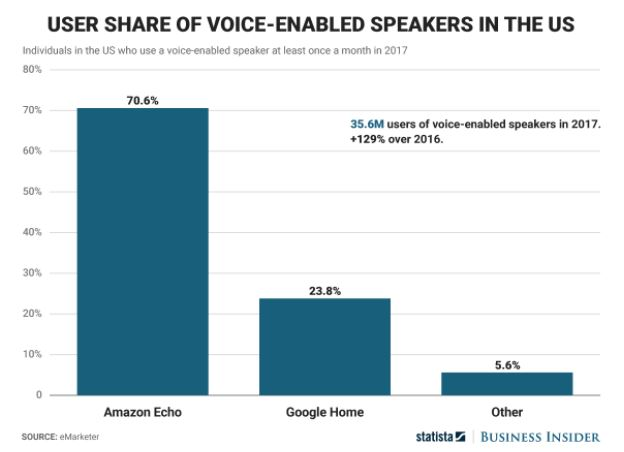 USER SHARE OF VOICE-ENABLED SPEAKERS IN THE US
Individuals in the US who use a voice-enabled speaker at least once a month in 2017
80%
70%
60%
50%
40%
30%
20%
10%
0
70.6%
23.8%
5.6%
35.6M users of voice-enabled speakers in 2017.
+129% over 2016.
Amazon Echo
Google Home
Other
SOURCE: eMarketer
statista
BUSINESS INSIDER